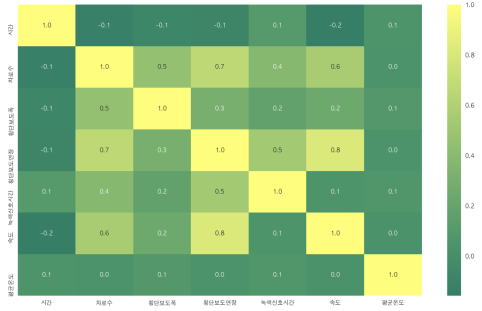 시간 1.0 -0.1 -0.1 -0.1 0.1 -0.2 0.1
차로수 -0.1 1.0 0.5 0.7 0.4 0.6 0.0
횡단보도폭 -0.1 0.5 1.0 0.3 0.2 0.2 0.1
횡단보도연장 -0.1 0.7 0.3 1.0 0.5 0.8 0.0
녹색신호시간 0.1 0.4 0.2 0.5 1.0 0.1 0.1
속도 -0.2 0.6 0.2 0.8 0.1 1.0 0.0
평균온도 0.1 0.0 0.1 0.0 0.1 0.0 1.0
시간 차로수 횡단보도폭 횡단보도연장 녹색신호시간 속도 평균온도
1.0
0.8
0.6
0.4
0.2
0.0